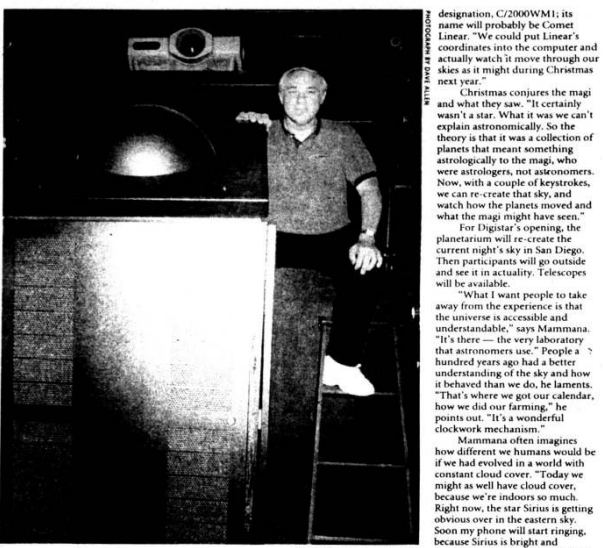 PHOTOGRAPH BY DAVE ALLEN
designation, C/2000WM1; its
name will probably be Comet
Linear. "We could put Linear's
coordinates into the computer and
actually watch it move through our
skies as it might during Christmas
next year."
Christmas conjures the magi
and what they saw. "It certainly
wasn't a star. What it was we can't
explain astronomically. So the
theory is that it was a collection of
planets that meant something
astrologically to the magi, who
were astrologers, not astronomers.
Now, with a couple of keystrokes,
we can re-create that sky, and
watch how the planets moved and
what the magi might have seen."
For Digistar's opening, the
planetarium will re-create the
current night's sky in San Diego.
Then participants will go outside
and see it in actuality. Telescopes
will be available.
"What I want people to take
away from the experience is that
the universe is accessible and
understandable," says Mammana.
"It's there — the very laboratory
that astronomers use." People a
hundred years ago had a better
understanding of the sky and how
it behaved than we do, he laments.
"That's where we got our calendar,
how we did our farming," he
points out. "It's a wonderful
clockwork mechanism."
Mammana often imagines
how different we humans would be
if we had evolved in a world with
constant cloud cover. "Today we
might as well have cloud cover,
because we're indoors so much.
Right now, the star Sirius is getting
obvious over in the eastern sky.
Soon my phone will start ringing,
because Sirius is bright and